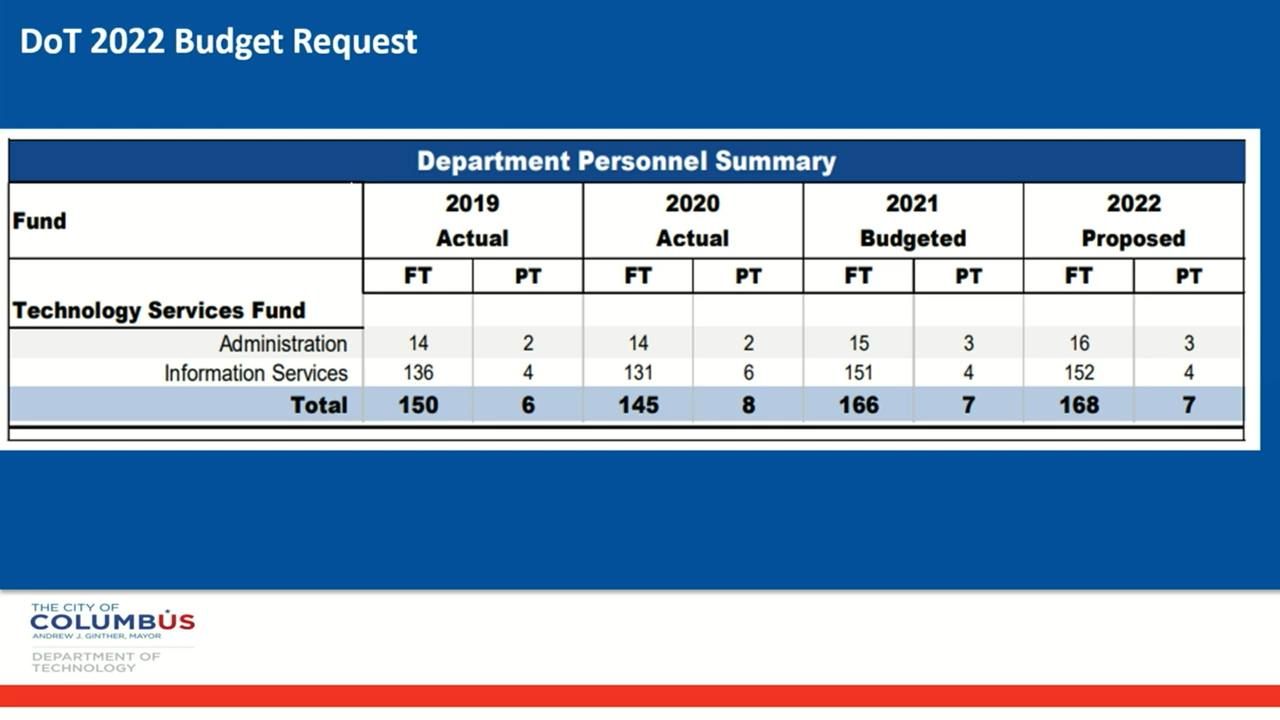 DoT 2022 Budget Request
Department Personnel Summary
Fund 2019 Actual 2020 Actual 2021 Budgeted 2022 Proposed
FT PT FT PT FT PT FT PT
Technology Services Fund
Administration 14 2 14 2 15 3 16 3
Information Services 136 4 131 6 151 4 152 4
Total 150 6 145 8 166 7 168 7
THE CITY OF
COLUMBUS
ANDREW J. GINTHER, MAYOR
DEPARTMENT OF
TECHNOLOGY